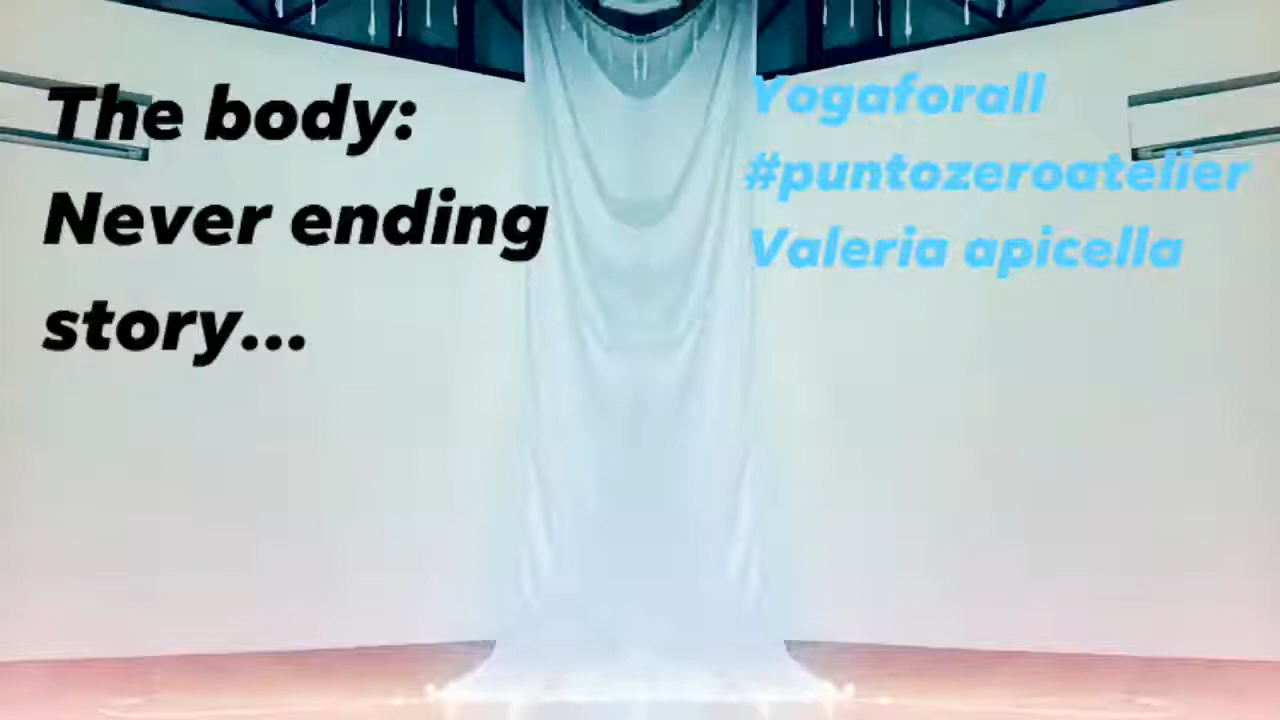 The body:
Never ending
story...
Yogaforall
#puntozeroatelier
Valeria apicella